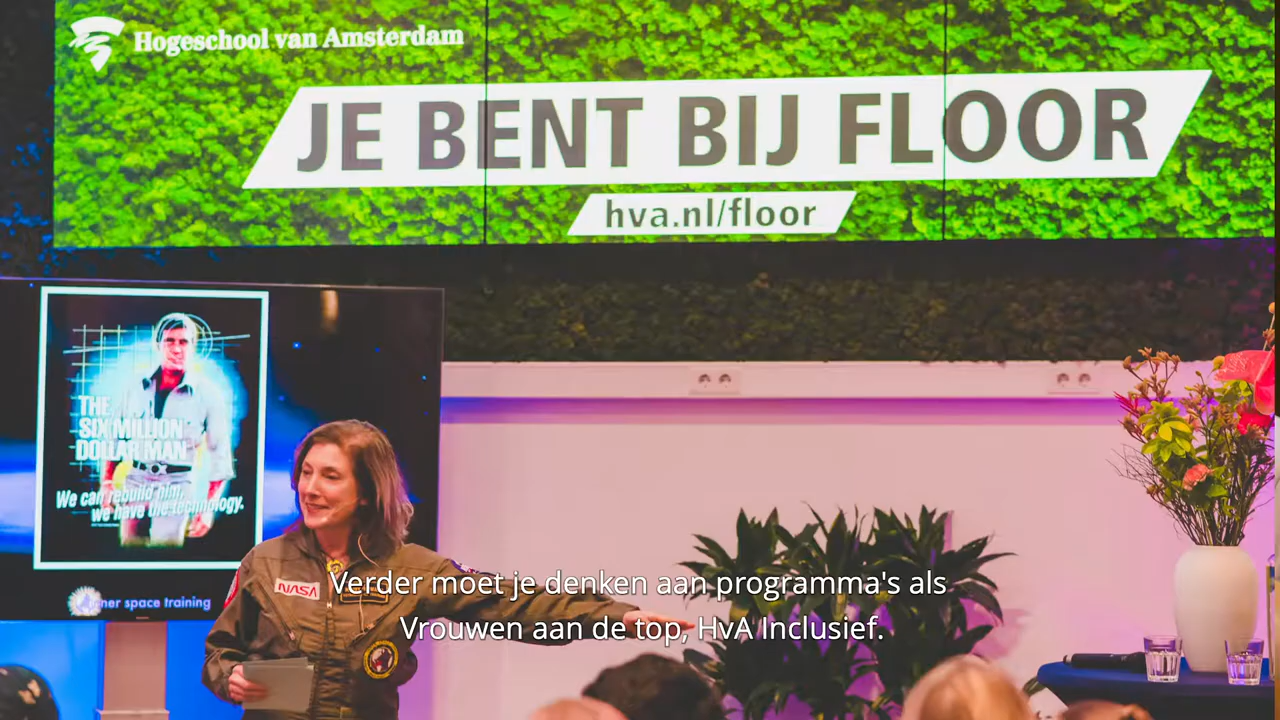 Hogeschool van Amsterdam
JE BENT BIJ FLOOR
hva.nl/floor
THE
SIX MILLION
DOLLAR MAN
We can rebuild him,
we have the technology.
inner space training
NASA
Verder moet je denken aan programma's als
Vrouwen aan de top, HvA Inclusief.